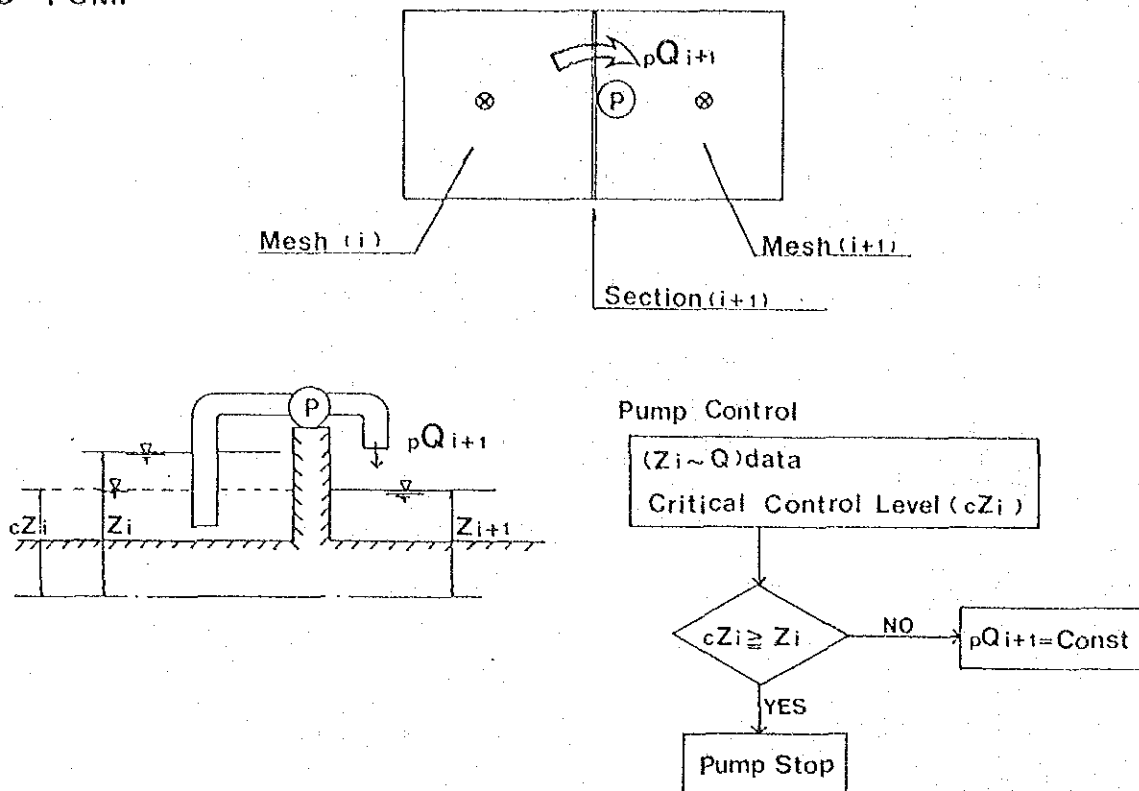 pQi+1
P
Mesh (i)
Mesh(i+1)
Section(i+1)
P
pQi+1
cZi
Zi
Zi+1
Pump Control
(Zi~Q)data
Critical Control Level (cZi)
cZi ≧ Zi
NO
pQi+1=Const
YES
Pump Stop